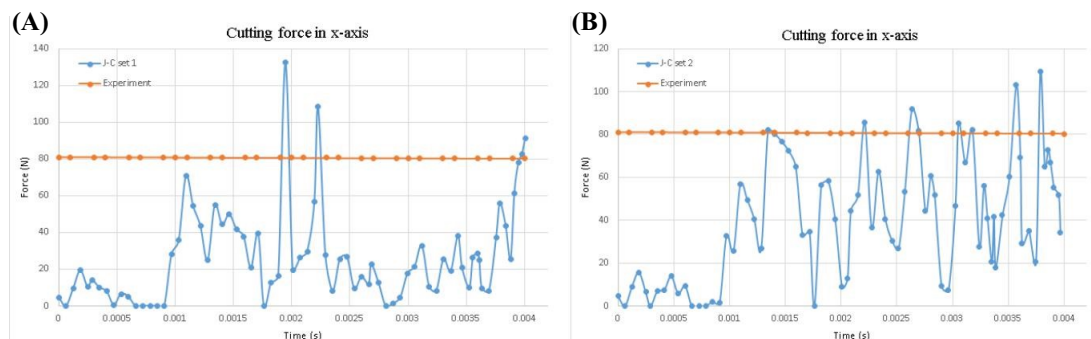 (A)
Cutting force in x-axis
140
120
100
80
60
40
20
0
Force (N)
J-C set 1
Experiment
0 0.0005 0.001 0.0015 0.002 0.0025 0.003 0.0035 0.004
Time (s)
(B)
Cutting force in x-axis
120
100
80
60
40
20
0
Force (N)
J-C set 2
Experiment
0 0.0005 0.001 0.0015 0.002 0.0025 0.003 0.0035 0.004
Time (s)